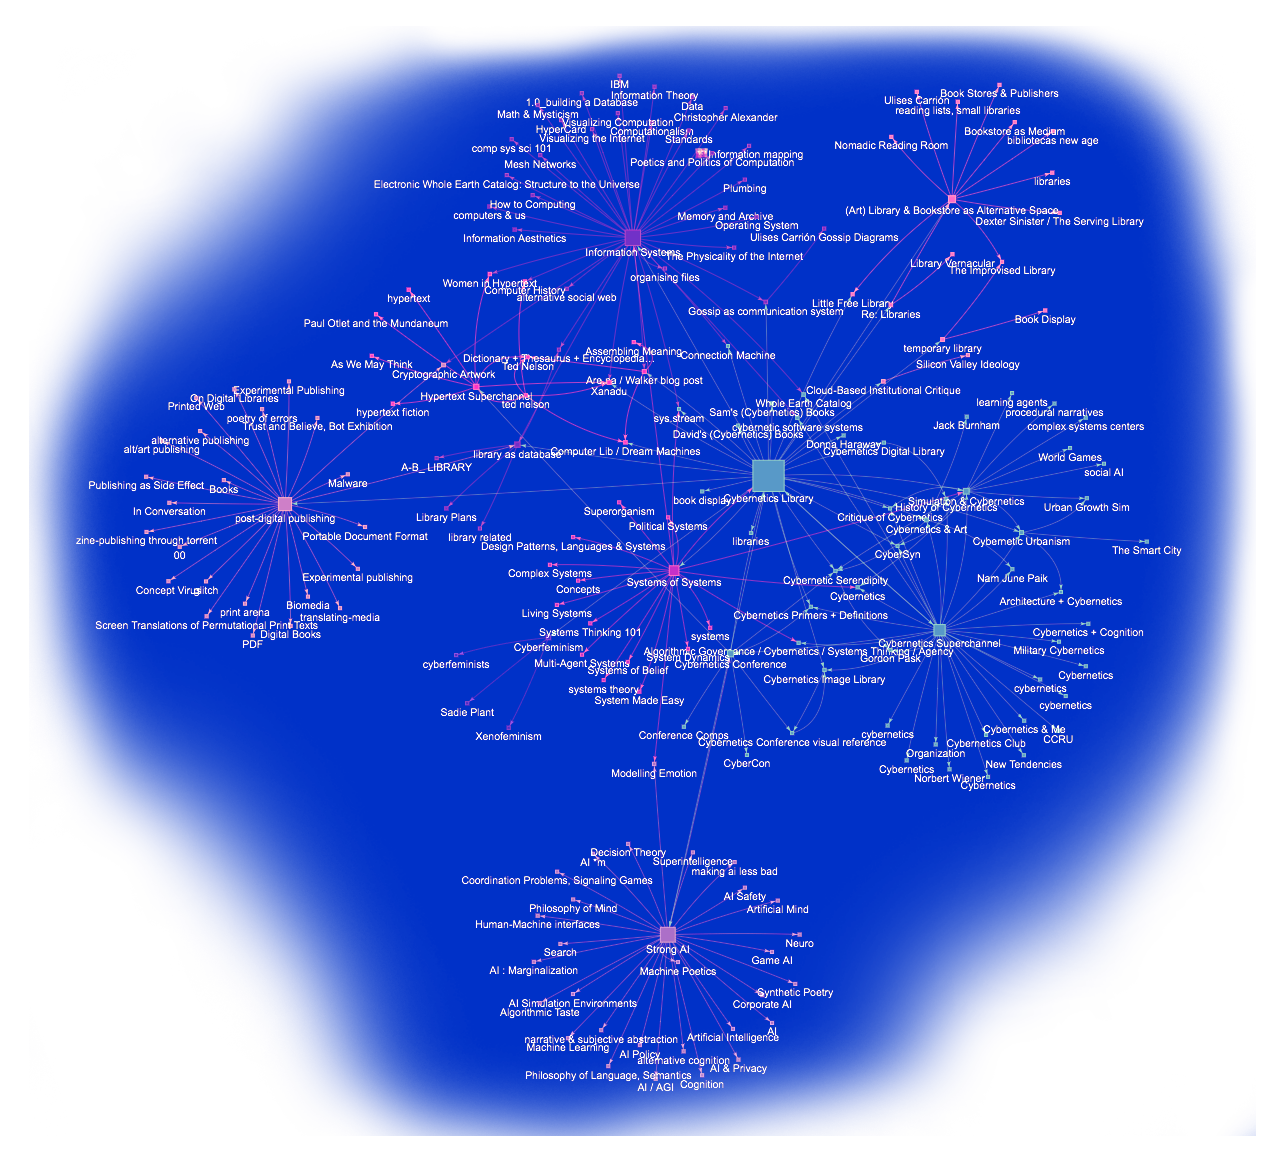 IBM
Information Theory
1.0_building a Database
Data
Math & Mysticism
Christopher Alexander
Visualizing Computation
HyperCard
Computationalism
Visualizing the Internet
Standards
comp sys sci 101
Information mapping
Mesh Networks
Poetics and Politics of Computation
Electronic Whole Earth Catalog: Structure to the Universe
Plumbing
How to Computing
computers & us
Memory and Archive
Operating System
Information Aesthetics
Ulises Carrión Gossip Diagrams
Information Systems
The Physicality of the Internet
organising files
Book Stores & Publishers
Ulises Carrión
reading lists, small libraries
Bookstore as Medium
bibliotecas new age
Nomadic Reading Room
libraries
(Art) Library & Bookstore as Alternative Space
Dexter Sinister / The Serving Library
Library Vernacular
The Improvised Library
Women in Hypertext
Computer History
alternative social web
hypertext
Little Free Library
Gossip as communication system
Re: Libraries
Book Display
Paul Otlet and the Mundaneum
temporary library
Assembling Meaning
Connection Machine
Dictionary + Thesaurus + Encyclopedia...
As We May Think
Ted Nelson
Silicon Valley Ideology
Cryptographic Artwork
Are.na / Walker blog post
Cloud-Based Institutional Critique
Xanadu
Hypertext Superchannel
ted nelson
Whole Earth Catalog
hypertext fiction
Sam's (Cybernetics) Books
sys.stream
cybernetic software systems
David's (Cybernetics) Books
Donna Haraway
Cybernetics Digital Library
learning agents
procedural narratives
Jack Burnham
complex systems centers
World Games
social AI
Experimental Publishing
On Digital Libraries
Printed Web
poetry of errors
Trust and Believe, Bot Exhibition
alternative publishing
alt/art publishing
library as database
Computer Lib / Dream Machines
A-B_ LIBRARY
Malware
Publishing as Side Effect
Books
In Conversation
post-digital publishing
Portable Document Format
zine-publishing through torrent
00
Experimental publishing
Concept Virus
glitch
Biomedia
print arena
translating-media
Screen Translations of Permutational Print Texts
Digital Books
PDF
book display
Cybernetics Library
Simulation & Cybernetics
History of Cybernetics
Urban Growth Sim
Library Plans
Superorganism
Political Systems
Critique of Cybernetics
Cybernetics & Art
library related
libraries
Cybernetic Urbanism
The Smart City
Design Patterns, Languages & Systems
CyberSyn
Complex Systems
Systems of Systems
Cybernetic Serendipity
Nam June Paik
Concepts
Cybernetics
Architecture + Cybernetics
Living Systems
Cybernetics Primers + Definitions
Systems Thinking 101
systems
Cybernetics + Cognition
Cyberfeminism
Cybernetics Superchannel
Military Cybernetics
Algorithmic Governance / Cybernetics / Systems Thinking / Agency
System Dynamics
Gordon Pask
cyberfeminists
Multi-Agent Systems
Systems of Belief
Cybernetics Conference
Cybernetics
Cybernetics Image Library
cybernetics
systems theory
System Made Easy
cybernetics
Sadie Plant
Xenofeminism
Conference Comps
Cybernetics Conference visual reference
cybernetics
Cybernetics & Me
CCRU
Cybernetics Club
Organization
CyberCon
New Tendencies
Cybernetics
Norbert Wiener
Cybernetics
Modelling Emotion
Decision Theory
AI *m
Superintelligence
making ai less bad
Coordination Problems, Signaling Games
AI Safety
Philosophy of Mind
Artificial Mind
Human-Machine interfaces
Neuro
Search
Strong AI
Game AI
AI : Marginalization
Machine Poetics
Synthetic Poetry
AI Simulation Environments
Corporate AI
Algorithmic Taste
AI
narrative & subjective abstraction
Artificial Intelligence
Machine Learning
AI Policy
alternative cognition
AI & Privacy
Philosophy of Language, Semantics
Cognition
AI / AGI